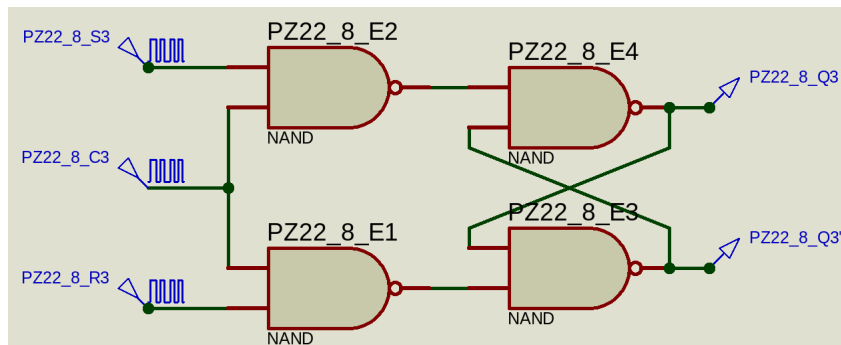 PZ22_8_E2
PZ22_8_S3
PZ22_8_E4
PZ22_8_Q3
NAND
PZ22_8_C3
NAND
PZ22_8_E3
PZ22_8_E1
PZ22_8_Q3'
PZ22_8_R3
NAND
NAND